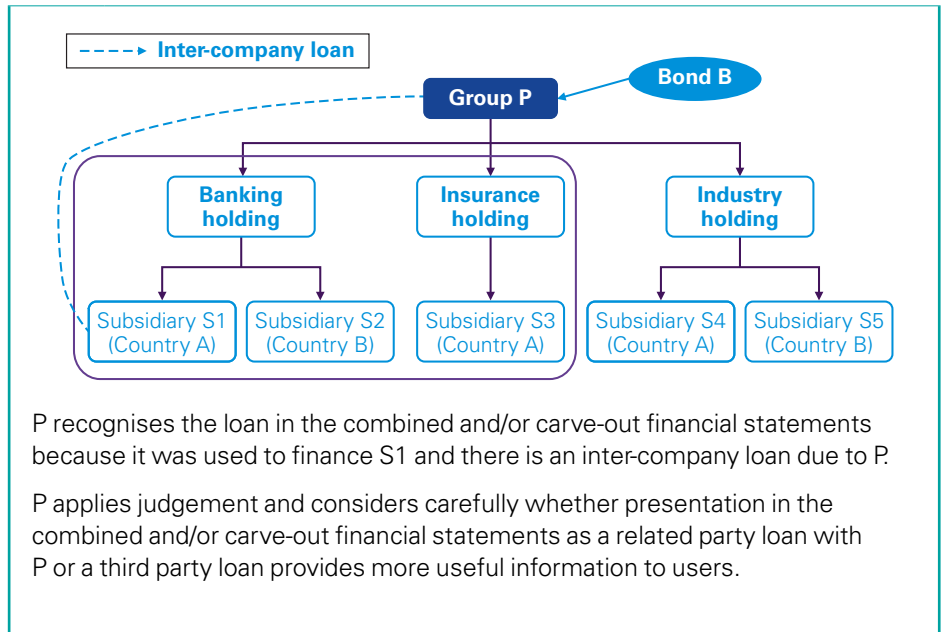 Inter-company loan
Bond B
Group P
Banking
holding
Insurance
holding
Industry
holding
Subsidiary S1
(Country A)
Subsidiary S2
(Country B)
Subsidiary S3
(Country A)
Subsidiary S4
(Country A)
Subsidiary S5
(Country B)
P recognises the loan in the combined and/or carve-out financial statements
because it was used to finance S1 and there is an inter-company loan due to P.
P applies judgement and considers carefully whether presentation in the
combined and/or carve-out financial statements as a related party loan with
P or a third party loan provides more useful information to users.